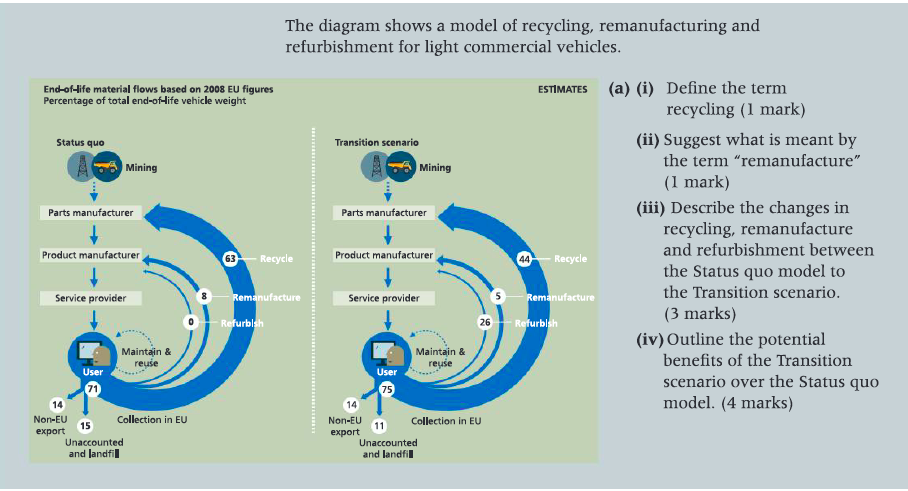 The diagram shows a model of recycling, remanufacturing and
refurbishment for light commercial vehicles.
End-of-life material flows based on 2008 EU figures
Percentage of total end-of-life vehicle weight
ESTIMATES
Status quo
Mining
Parts manufacturer
Product manufacturer
Service provider
63
Recycle
8
Remanufacture
0
Refurbish
Maintain &
reuse
User
71
14
Non-EU
export
15
Unaccounted
and landfill
Collection in EU
Transition scenario
Mining
Parts manufacturer
Product manufacturer
Service provider
44
Recycle
5
Remanufacture
26
Refurbish
Maintain &
reuse
User
75
14
Non-EU
export
11
Unaccounted
and landfill
Collection in EU
(a) (i) Define the term
recycling (1 mark)
(ii) Suggest what is meant by
the term “remanufacture”
(1 mark)
(iii) Describe the changes in
recycling, remanufacture
and refurbishment between
the Status quo model to
the Transition scenario.
(3 marks)
(iv) Outline the potential
benefits of the Transition
scenario over the Status quo
model. (4 marks)